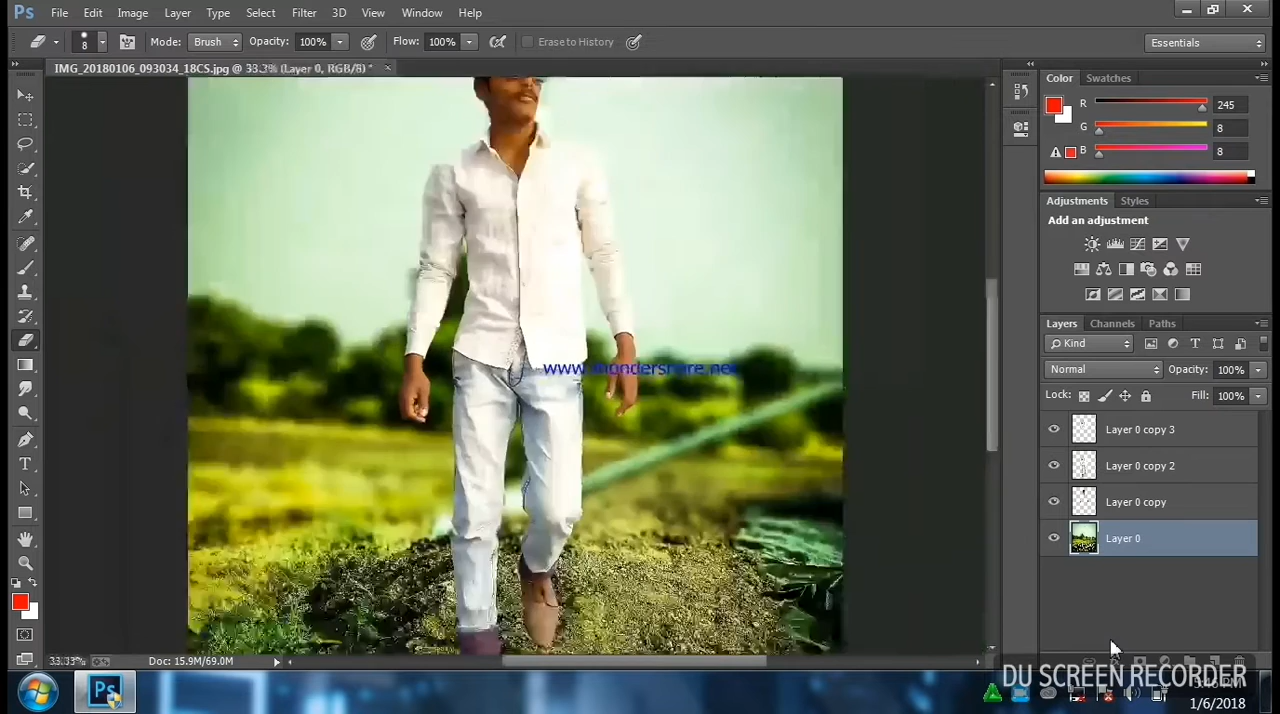 Ps File Edit Image Layer Type Select Filter 3D View Window Help
8 Mode: Brush Opacity: 100% Flow: 100% Erase to History Essentials
IMG_20180106_093034_18CS.jpg @ 33.3% (Layer 0, RGB/8) *
Color Swatches
R 245
G 8
B 8
Adjustments Styles
Add an adjustment
Layers Channels Paths
Kind
Normal Opacity: 100%
Lock: Fill: 100%
Layer 0 copy 3
Layer 0 copy 2
Layer 0 copy
Layer 0
33.33% Doc: 15.9M/69.0M
DU SCREEN RECORDER
Ps
1/6/2018